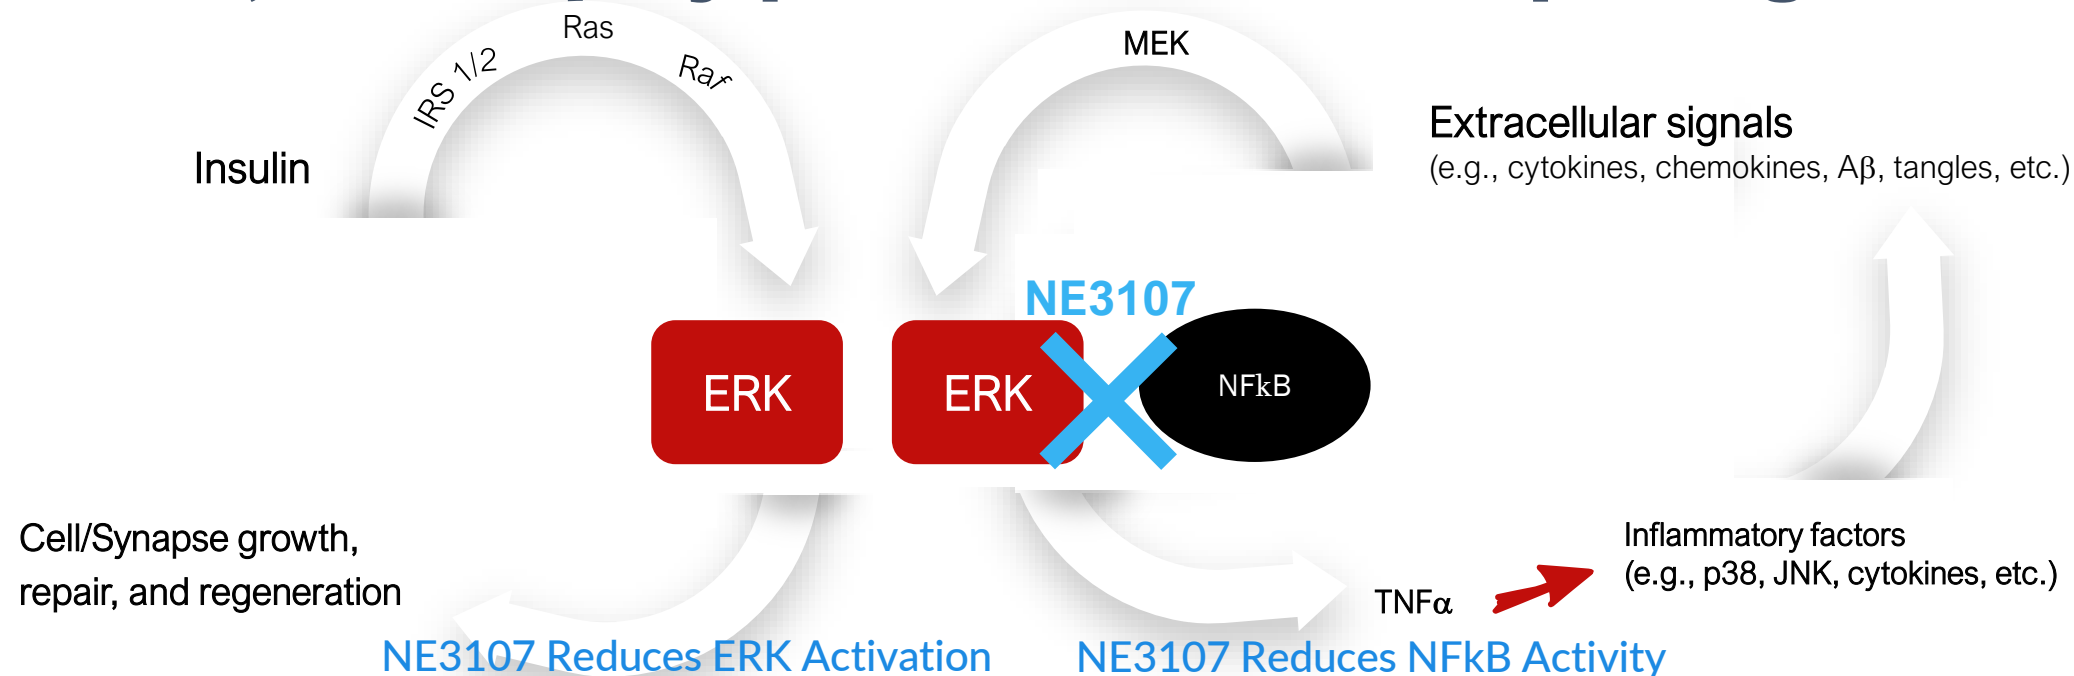 Ras
IRS 1/2
Raf
MEK
Insulin
Extracellular signals
(e.g., cytokines, chemokines, Aβ, tangles, etc.)
NE3107
ERK
ERK
NFkB
Cell/Synapse growth,
repair, and regeneration
TNFα
Inflammatory factors
(e.g., p38, JNK, cytokines, etc.)
NE3107 Reduces ERK Activation
NE3107 Reduces NFkB Activity